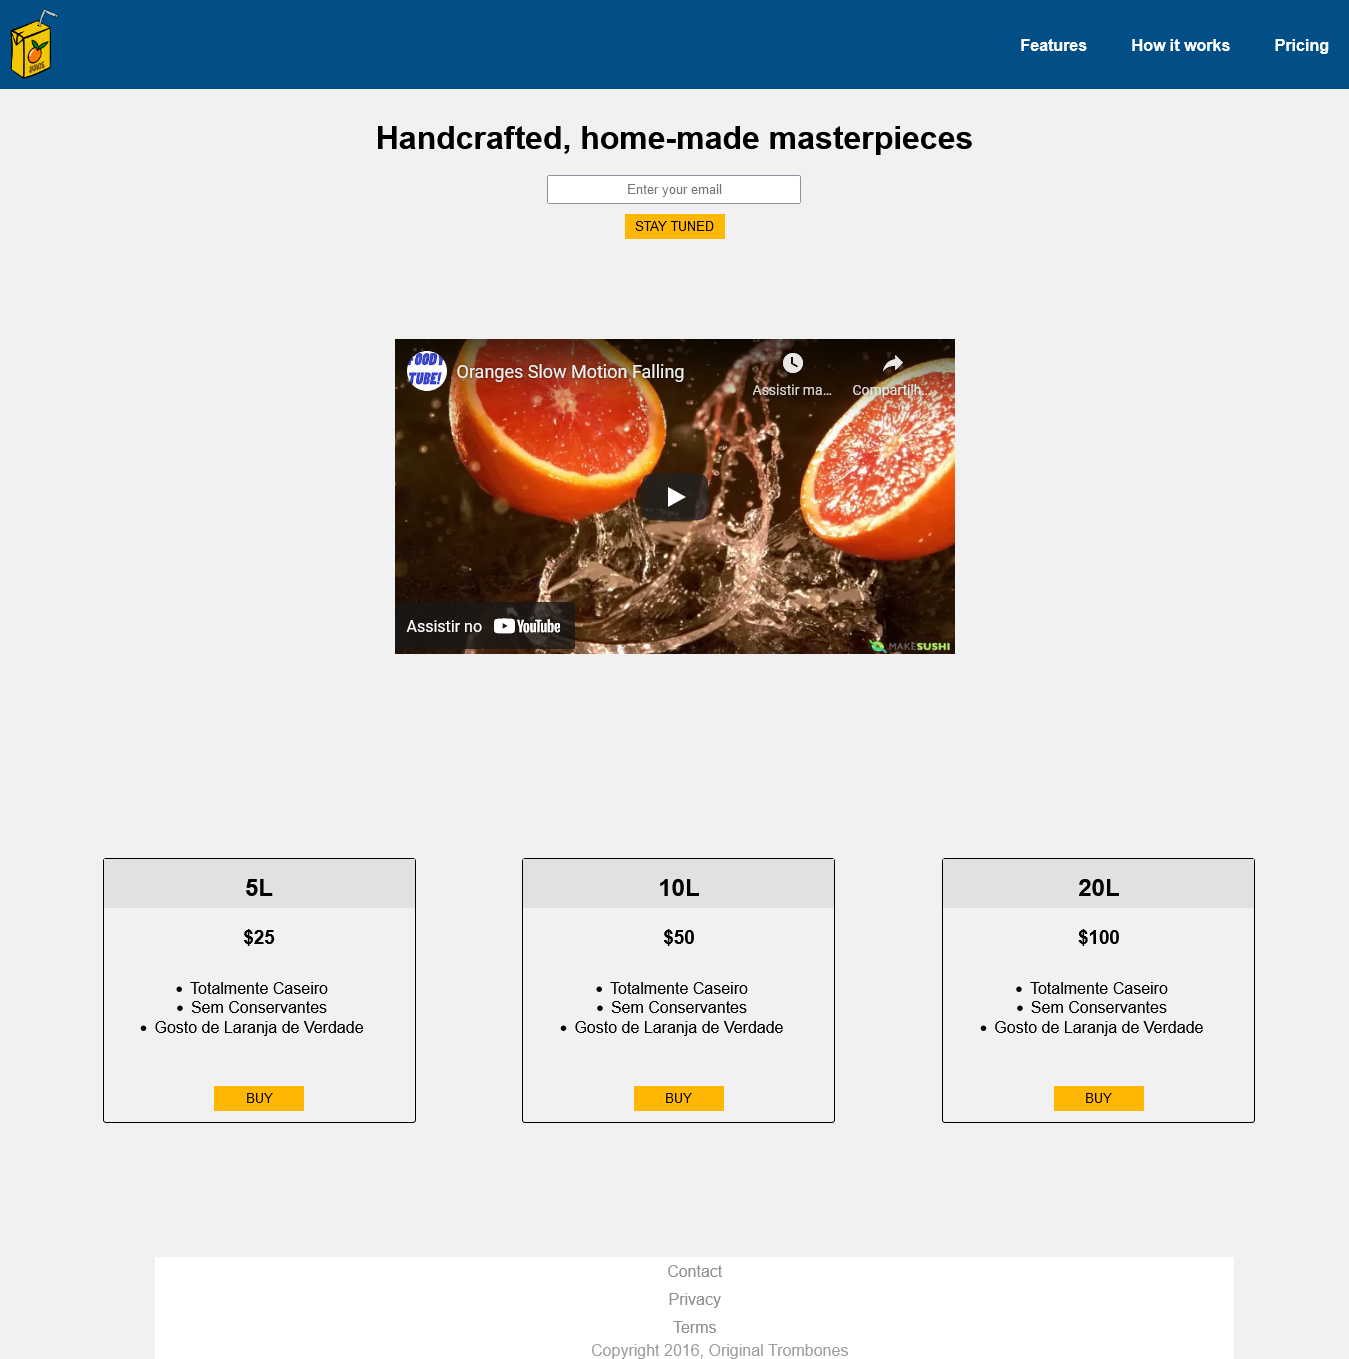 JUICE
Features How it works Pricing
Handcrafted, home-made masterpieces
Enter your email
STAY TUNED
FOODY
TUBE!
Oranges Slow Motion Falling
Assistir ma...
Compartilh...
Assistir no YouTube
MAKESUSHI
5L
$25
Totalmente Caseiro
Sem Conservantes
Gosto de Laranja de Verdade
BUY
10L
$50
Totalmente Caseiro
Sem Conservantes
Gosto de Laranja de Verdade
BUY
20L
$100
Totalmente Caseiro
Sem Conservantes
Gosto de Laranja de Verdade
BUY
Contact
Privacy
Terms
Copyright 2016, Original Trombones